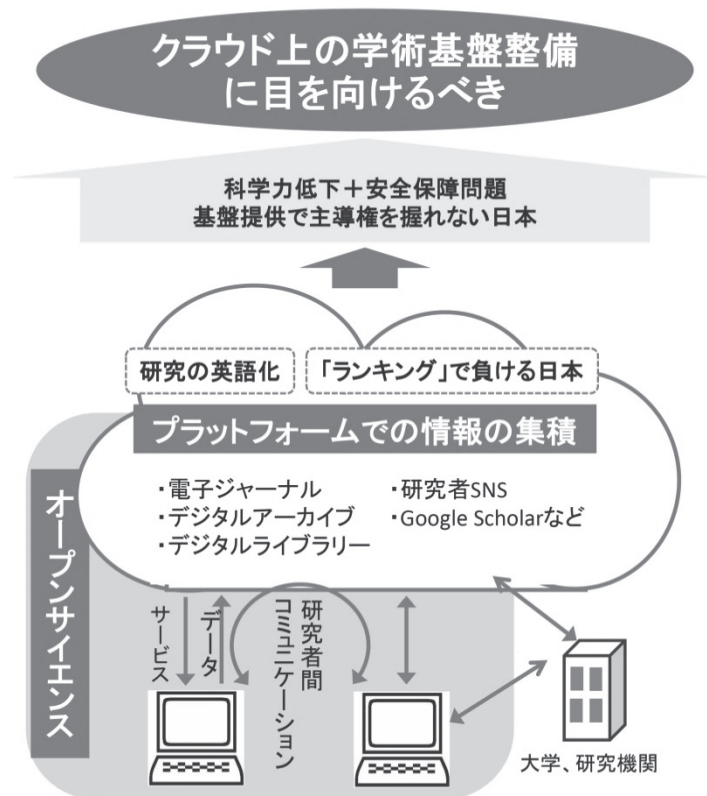 クラウド上の学術基盤整備
に目を向けるべき
科学力低下＋安全保障問題
基盤提供で主導権を握れない日本
研究の英語化
「ランキング」で負ける日本
プラットフォームでの情報の集積
・電子ジャーナル
・デジタルアーカイブ
・デジタルライブラリー
・研究者SNS
・Google Scholarなど
オープンサイエンス
サービス
データ
研究者間
コミュニケーション
大学、研究機関